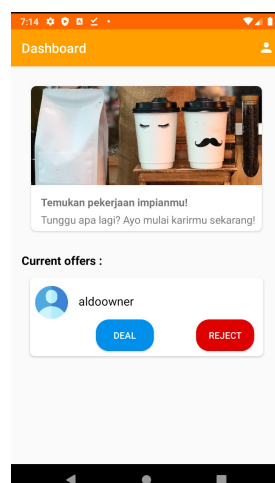 7:14
Dashboard
Temukan pekerjaan impianmu!
Tunggu apa lagi? Ayo mulai karirmu sekarang!
Current offers :
aldoowner
DEAL
REJECT